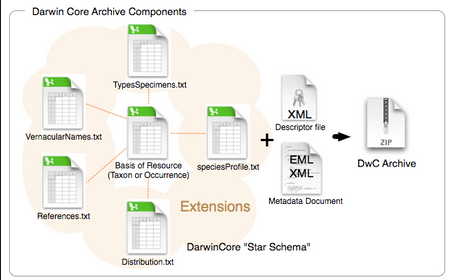 Darwin Core Archive Components
TypesSpecimens.txt
VernacularNames.txt
Basis of Resource
(Taxon or Occurrence)
speciesProfile.txt
References.txt
Distribution.txt
Extensions
DarwinCore "Star Schema"
+
XML
Descriptor file
EML
XML
Metadata Document
ZIP
DwC Archive